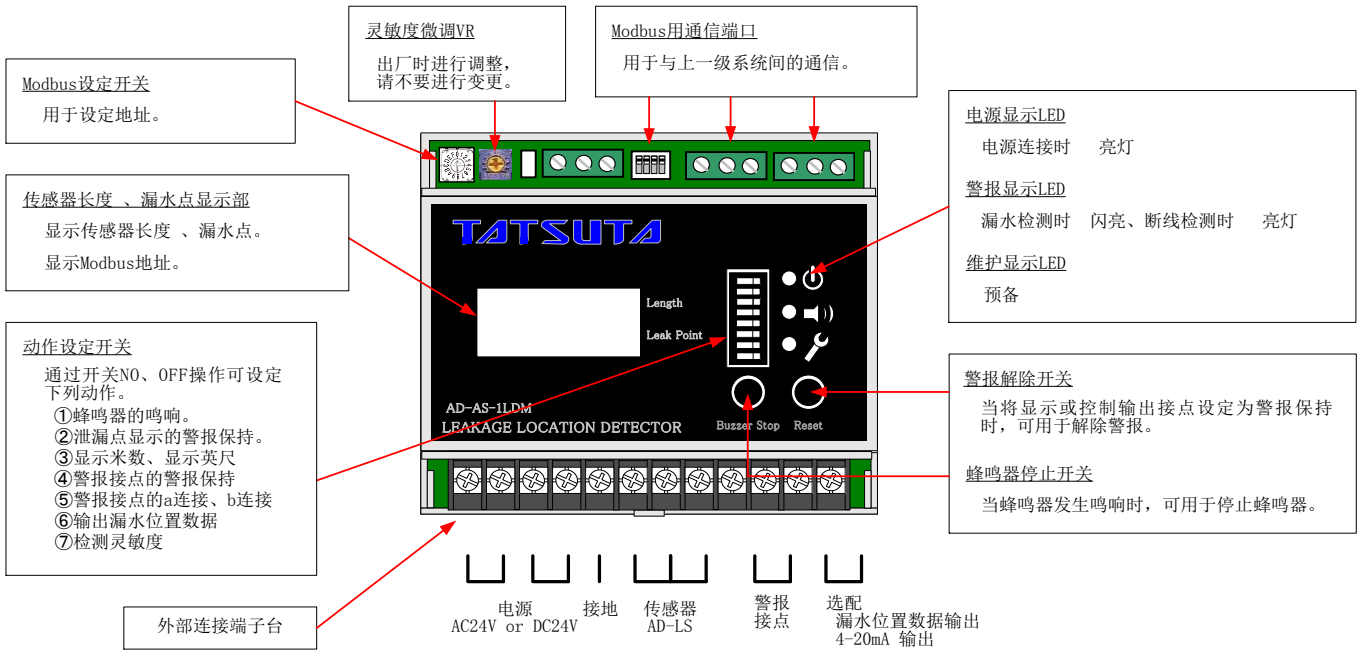 灵敏度微调VR
出厂时进行调整，
请不要进行变更。
Modbus用通信端口
用于与上一级系统间的通信。
Modbus设定开关
用于设定地址。
传感器长度 、漏水点显示部
显示传感器长度 、漏水点。
显示Modbus地址。
动作设定开关
通过开关NO、OFF操作可设定
下列动作。
①蜂鸣器的鸣响。
②泄漏点显示的警报保持。
③显示米数、显示英尺
④警报接点的警报保持
⑤警报接点的a连接、b连接
⑥输出漏水位置数据
⑦检测灵敏度
外部连接端子台
TATSUTA
Length
Leak Point
AD-AS-1LDM
LEAKAGE LOCATION DETECTOR
Buzzer Stop
Reset
电源显示LED
电源连接时 亮灯
警报显示LED
漏水检测时 闪亮、断线检测时 亮灯
维护显示LED
预备
警报解除开关
当将显示或控制输出接点设定为警报保持
时，可用于解除警报。
蜂鸣器停止开关
当蜂鸣器发生鸣响时，可用于停止蜂鸣器。
电源
AC24V or DC24V
接地
传感器
AD-LS
警报
接点
选配
漏水位置数据输出
4-20mA 输出